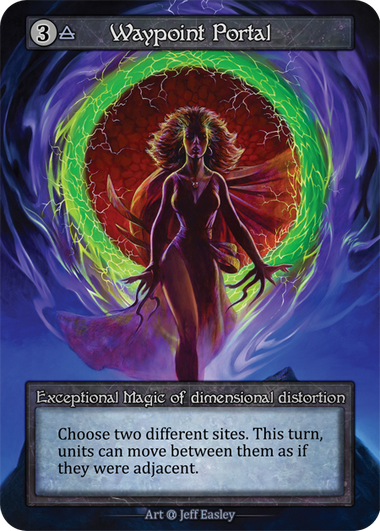 3 Waypoint Portal
Exceptional Magic of dimensional distortion
Choose two different sites. This turn,
units can move between them as if
they were adjacent.
Art @ Jeff Easley